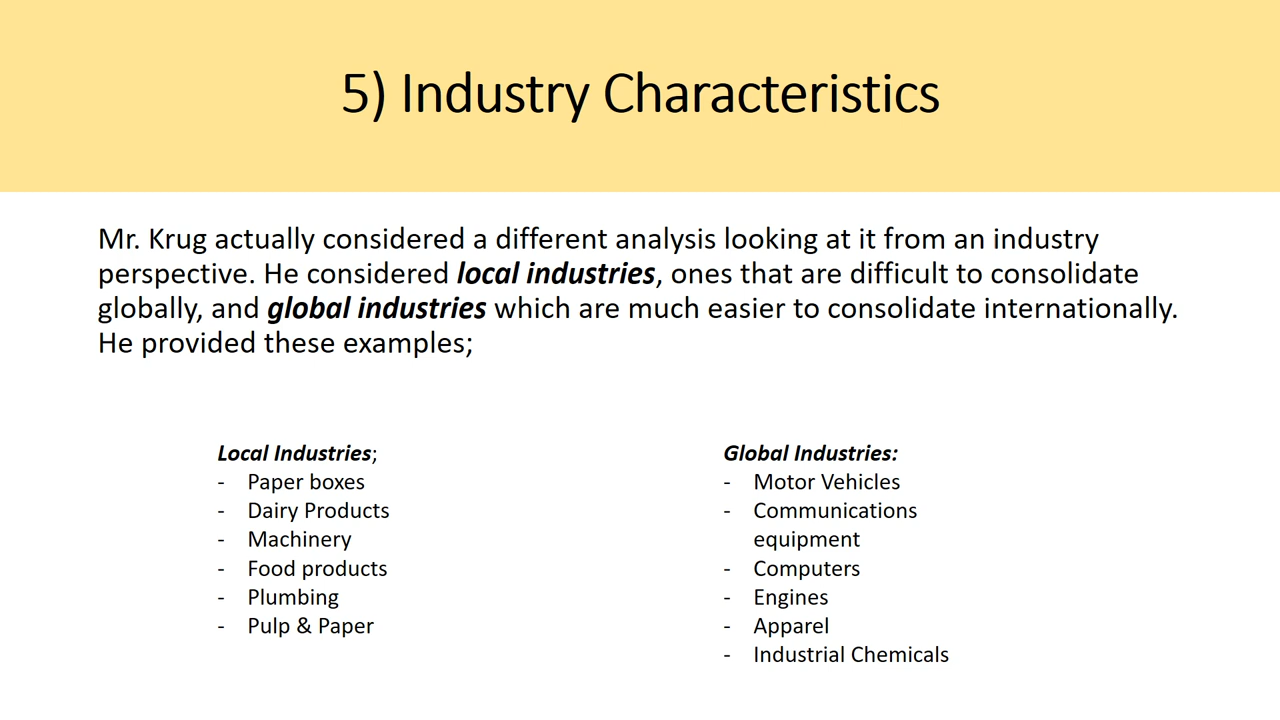 5) Industry Characteristics
Mr. Krug actually considered a different analysis looking at it from an industry
perspective. He considered local industries, ones that are difficult to consolidate
globally, and global industries which are much easier to consolidate internationally.
He provided these examples;
Local Industries;
- Paper boxes
- Dairy Products
- Machinery
- Food products
- Plumbing
- Pulp & Paper
Global Industries:
- Motor Vehicles
- Communications
equipment
- Computers
- Engines
- Apparel
- Industrial Chemicals